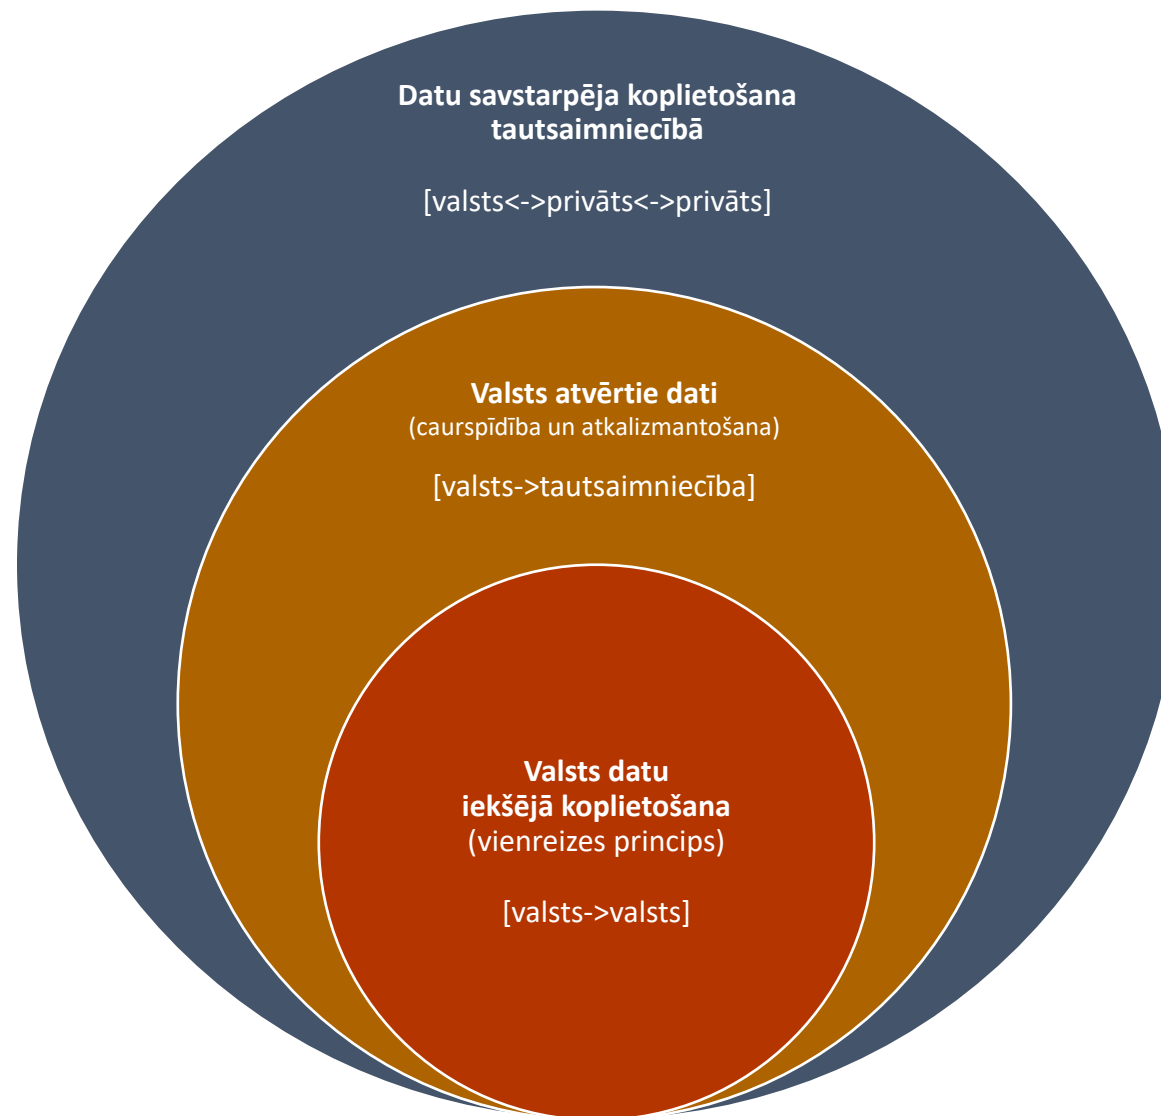 Datu savstarpēja koplietošana
tautsaimniecībā
[valsts<->privāts<->privāts]
Valsts atvērtie dati
(caurspīdība un atkalizmantošana)
[valsts->tautsaimniecība]
Valsts datu
iekšējā koplietošana
(vienreizes princips)
[valsts->valsts]